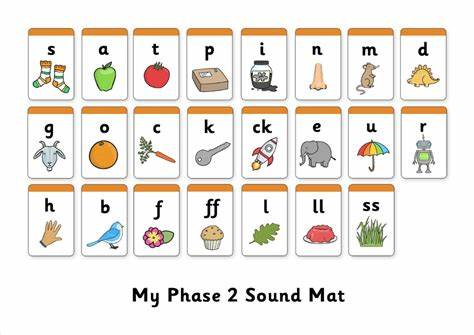 s a t p i n m d
g o c k ck e u r
h b f ff l ll ss
My Phase 2 Sound Mat